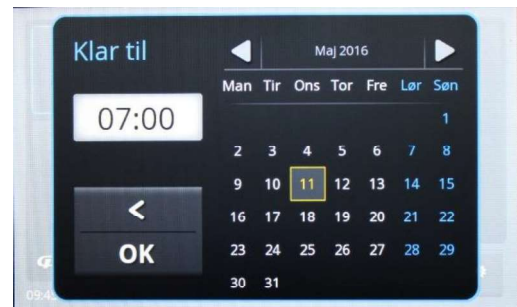 Klar til
Maj 2016
Man Tir Ons Tor Fre Lør Søn
07:00
1
2 3 4 5 6 7 8
9 10 11 12 13 14 15
<
16 17 18 19 20 21 22
OK
23 24 25 26 27 28 29
30 31